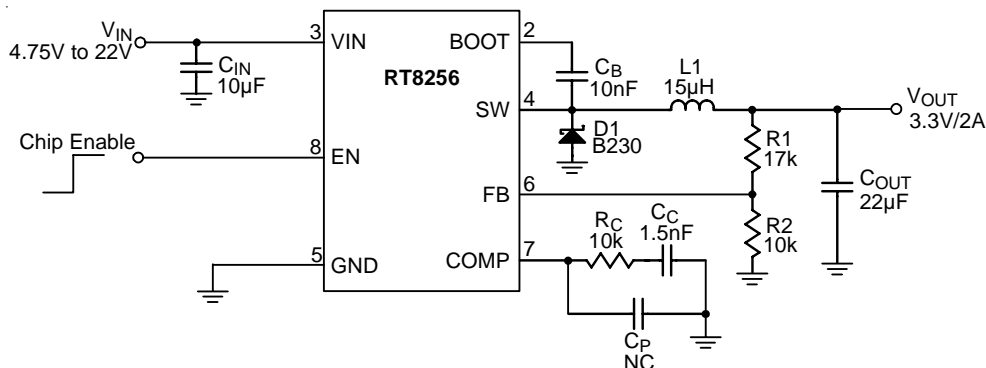 VIN
4.75V to 22V
CIN
10µF
Chip Enable
3
VIN
8
EN
5
GND
RT8256
BOOT
2
SW
4
FB
6
COMP
7
CB
10nF
L1
15µH
D1
B230
VOUT
3.3V/2A
R1
17k
COUT
22µF
R2
10k
RC
10k
CC
1.5nF
CP
NC